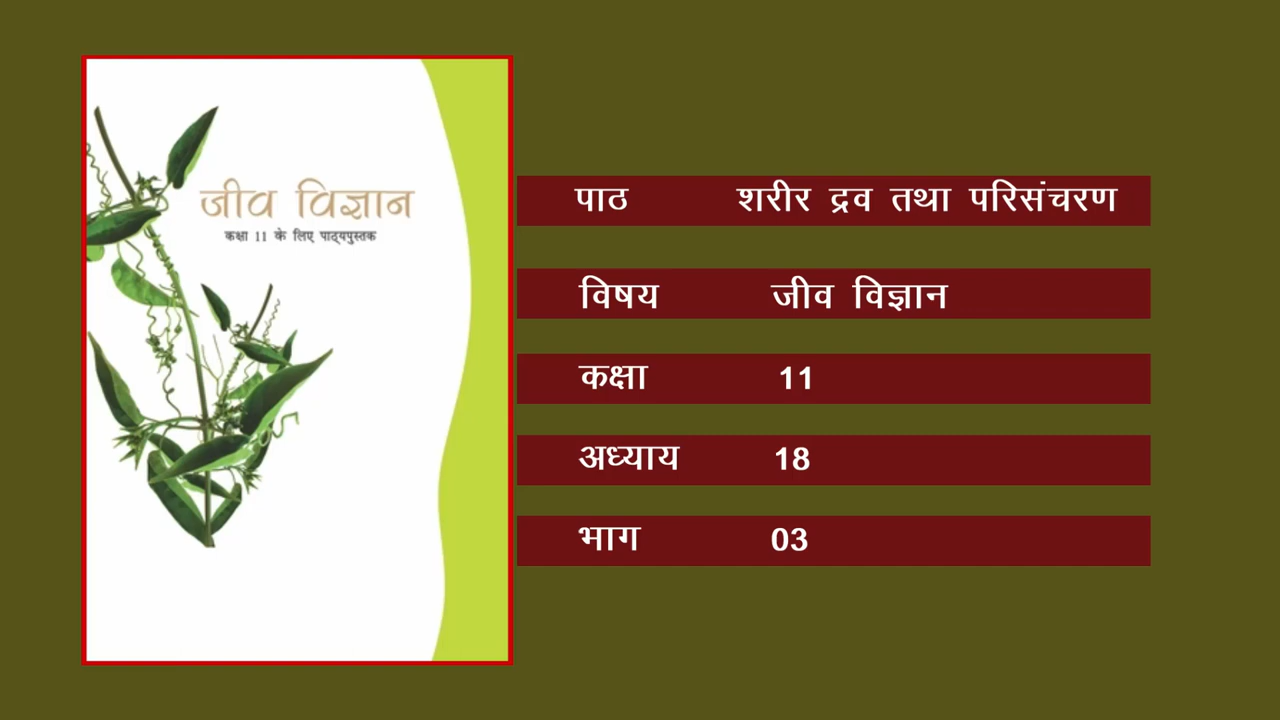 जीव विज्ञान
कक्षा 11 के लिए पाठ्यपुस्तक
पाठ शरीर द्रव तथा परिसंचरण
विषय जीव विज्ञान
कक्षा 11
अध्याय 18
भाग 03